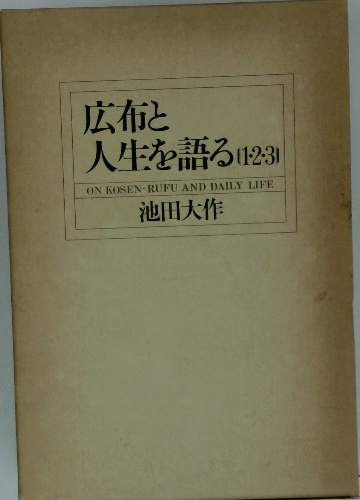 広布と
人生を語る(1・2・3)
ON KOSEN-RUFU AND DAILY LIFE
池田大作